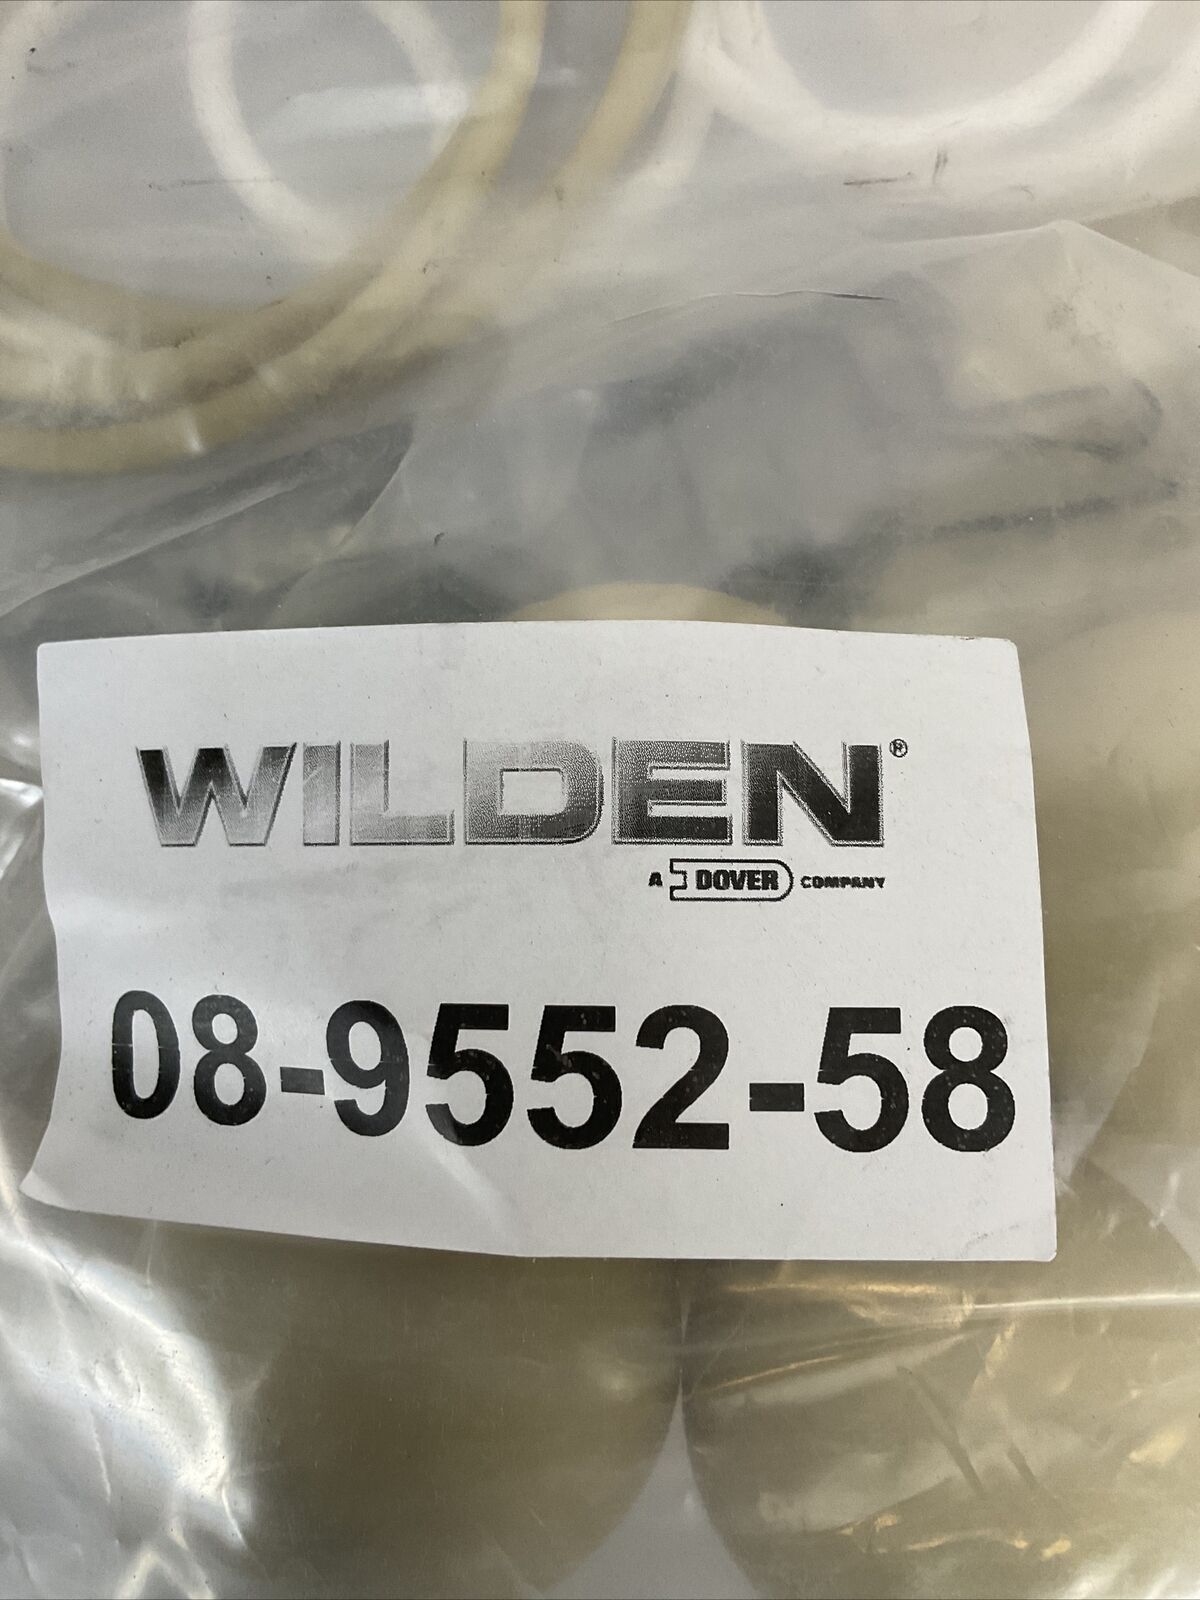 WILDEN®
A DOVER COMPANY
08-9552-58